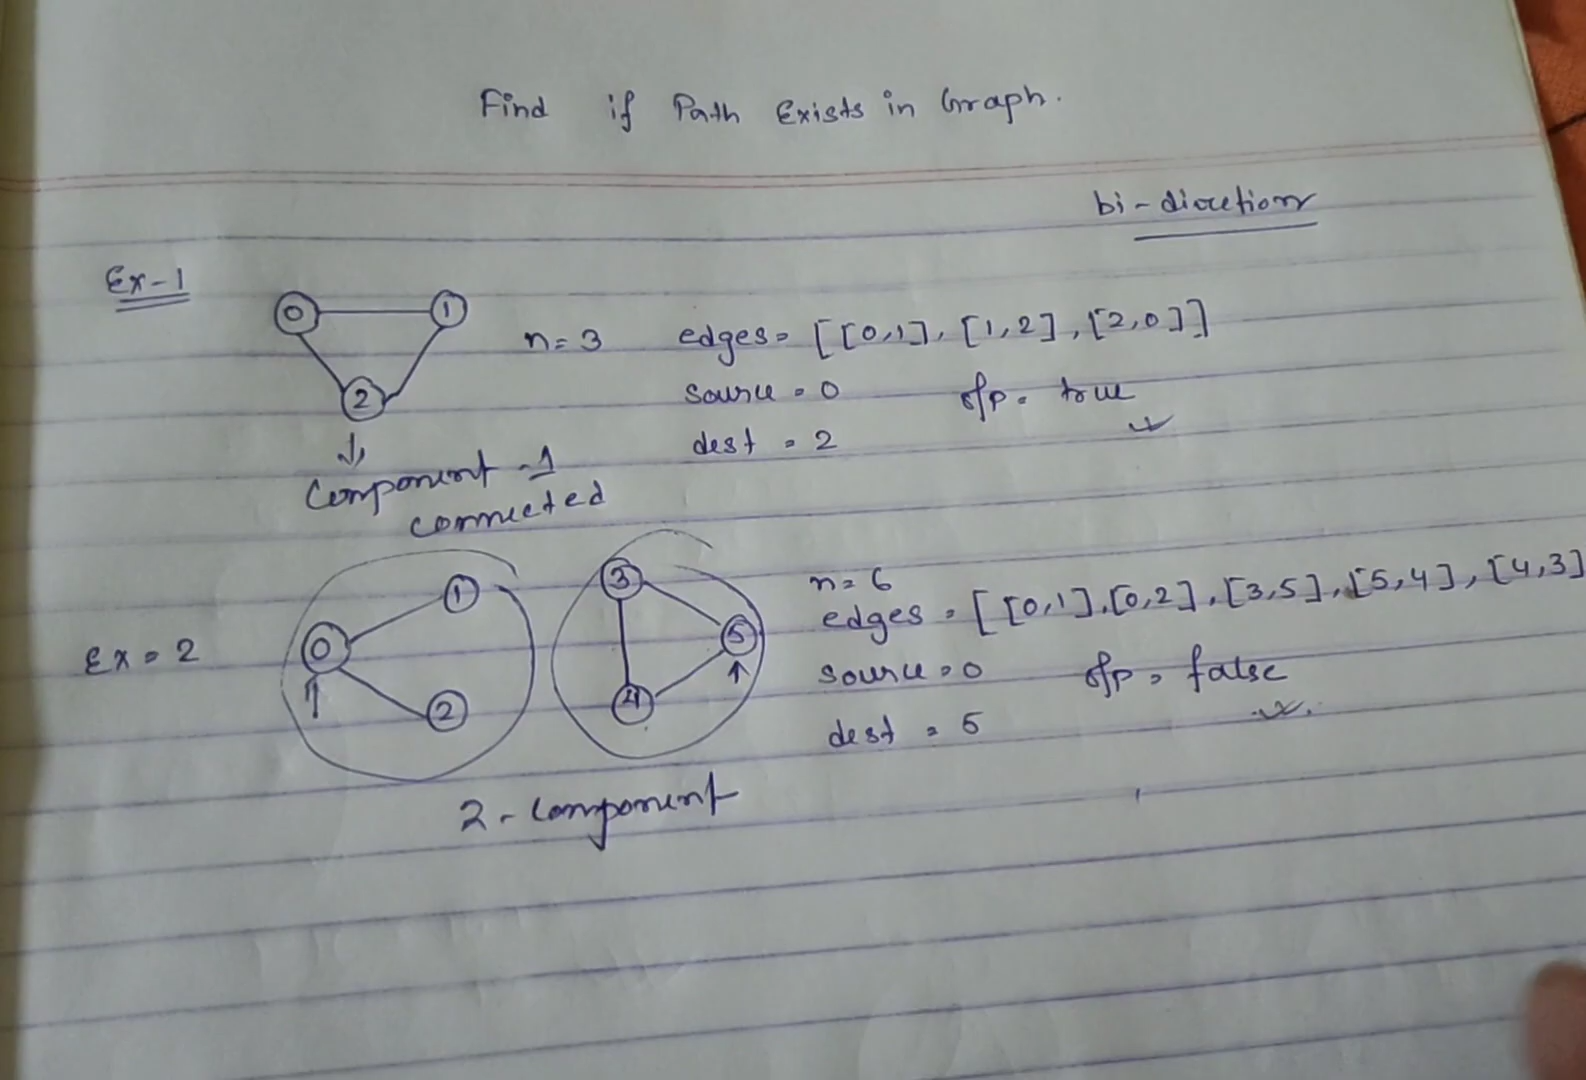 Find if Path Exists in Graph.
bi-direction
Ex-1
0 1
2
n=3 edges= [[0,1], [1,2], [2,0]]
source = 0 o/p = true
dest = 2
Component -1
connected
Ex = 2
0 1 2
3 5 4
n=6
edges = [[0,1],[0,2],[3,5],[5,4],[4,3]
source = 0 o/p = false
dest = 5
2-component